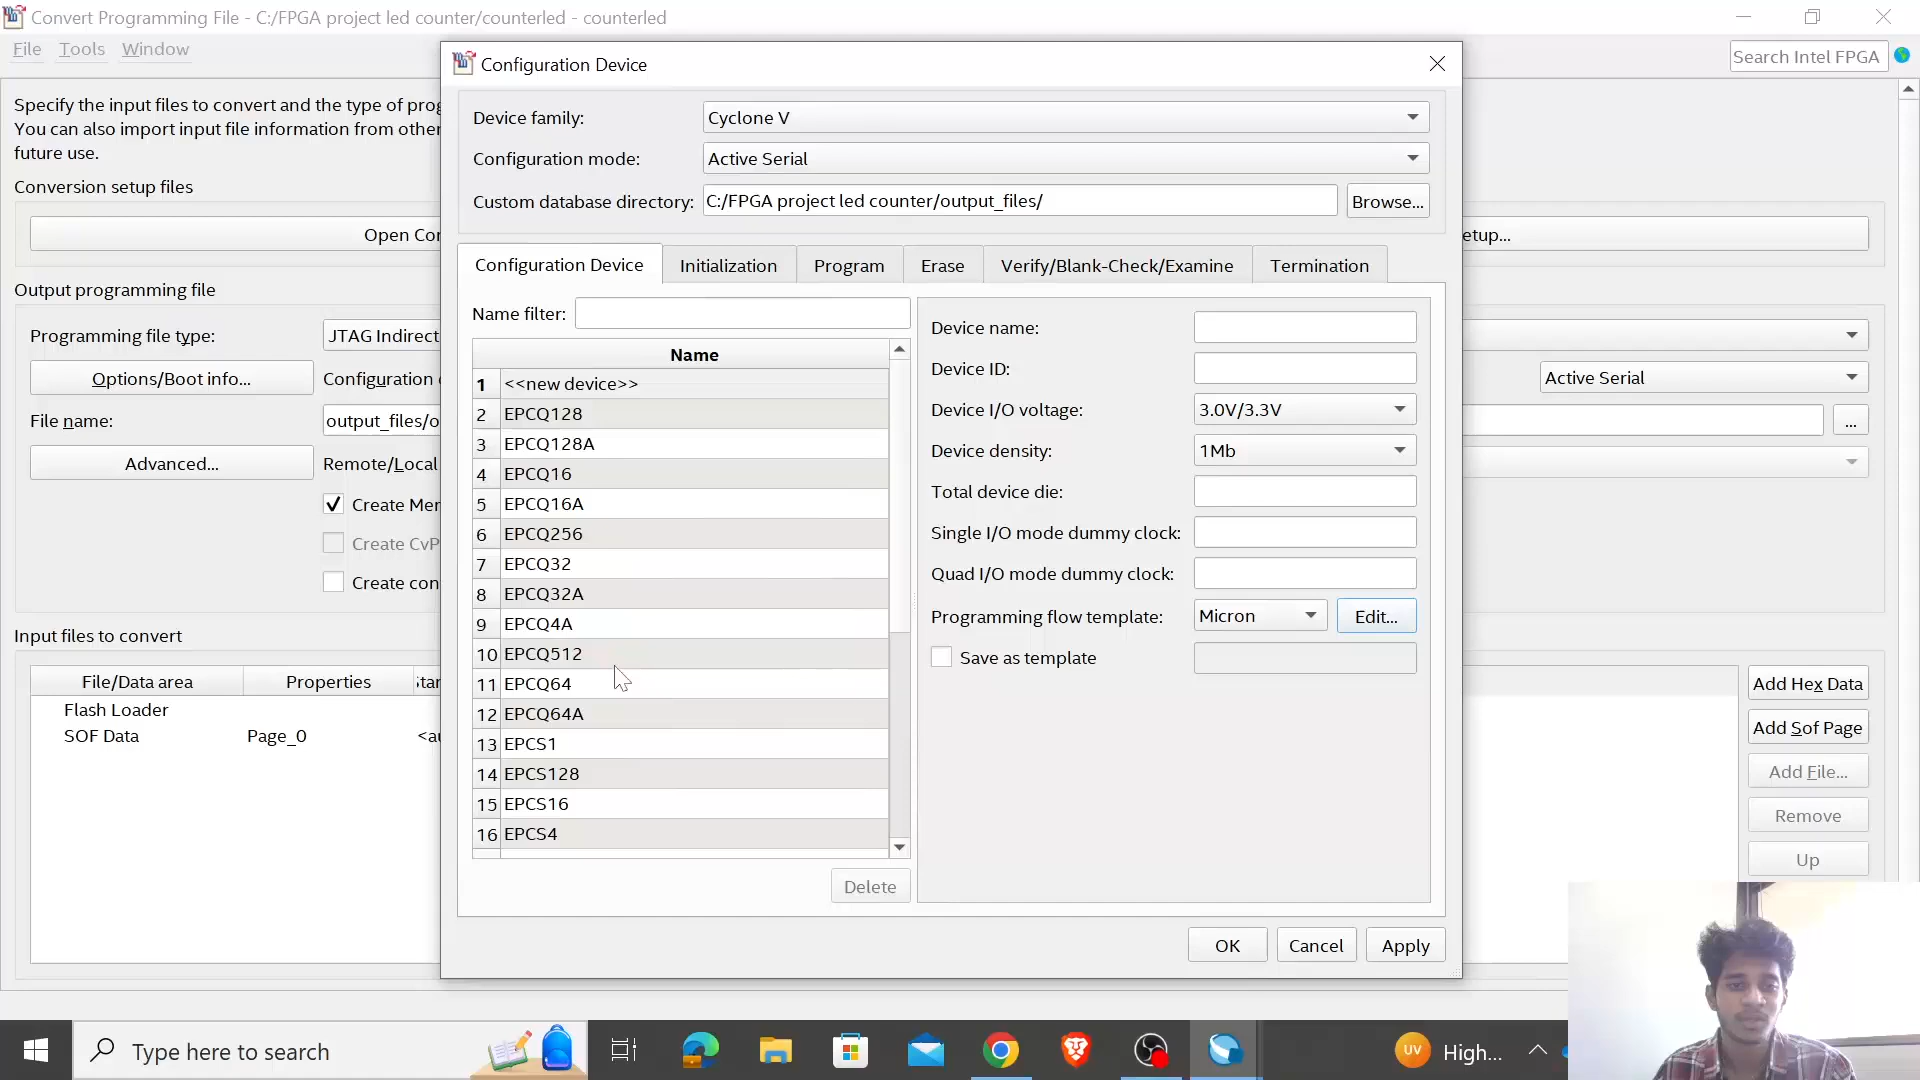 Convert Programming File - C:/FPGA project led counter/counterled - counterled
File Tools Window
Search Intel FPGA
Specify the input files to convert and the type of prog
You can also import input file information from other
future use.
Conversion setup files
Open Con
etup...
Output programming file
Programming file type:
JTAG Indirect
Options/Boot info...
Configuration
Active Serial
File name:
output_files/o
...
Advanced...
Remote/Local
Create Mem
Create CvP
Create con
Input files to convert
File/Data area
Properties
Flash Loader
SOF Data
Page_0
<au
Add Hex Data
Add Sof Page
Add File...
Remove
Up
Configuration Device
Device family:
Cyclone V
Configuration mode:
Active Serial
Custom database directory:
C:/FPGA project led counter/output_files/
Browse...
Configuration Device
Initialization
Program
Erase
Verify/Blank-Check/Examine
Termination
Name filter:
Name
1 <<new device>>
2 EPCQ128
3 EPCQ128A
4 EPCQ16
5 EPCQ16A
6 EPCQ256
7 EPCQ32
8 EPCQ32A
9 EPCQ4A
10 EPCQ512
11 EPCQ64
12 EPCQ64A
13 EPCS1
14 EPCS128
15 EPCS16
16 EPCS4
Delete
Device name:
Device ID:
Device I/O voltage:
3.0V/3.3V
Device density:
1Mb
Total device die:
Single I/O mode dummy clock:
Quad I/O mode dummy clock:
Programming flow template:
Micron
Edit...
Save as template
OK
Cancel
Apply
Type here to search
UV
High...